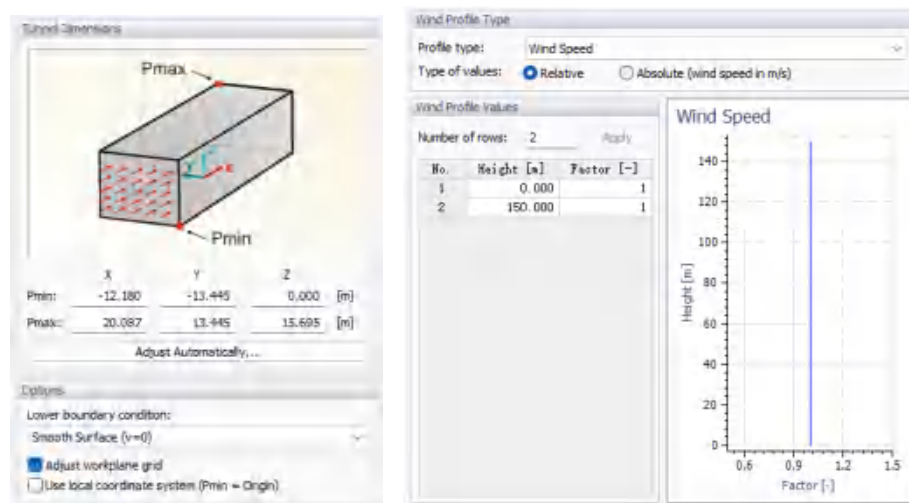 Tunnel Dimensions
Pmax
Y
X
Pmin
X Y Z
Pmin: -12.180 -13.445 0.000 [m]
Pmax: 20.087 13.445 15.695 [m]
Adjust Automatically...
Options
Lower boundary condition:
Smooth Surface (v=0)
Adjust workplane grid
Use local coordinate system (Pmin = Origin)
Wind Profile Type
Profile type: Wind Speed
Type of values: Relative Absolute (wind speed in m/s)
Wind Profile Values
Number of rows: 2 Apply
No. Height [m] Factor [-]
1 0.000 1
2 150.000 1
Wind Speed
140
120
100
80
60
40
20
0
Height [m]
0.6 0.9 1.2 1.5
Factor [-]